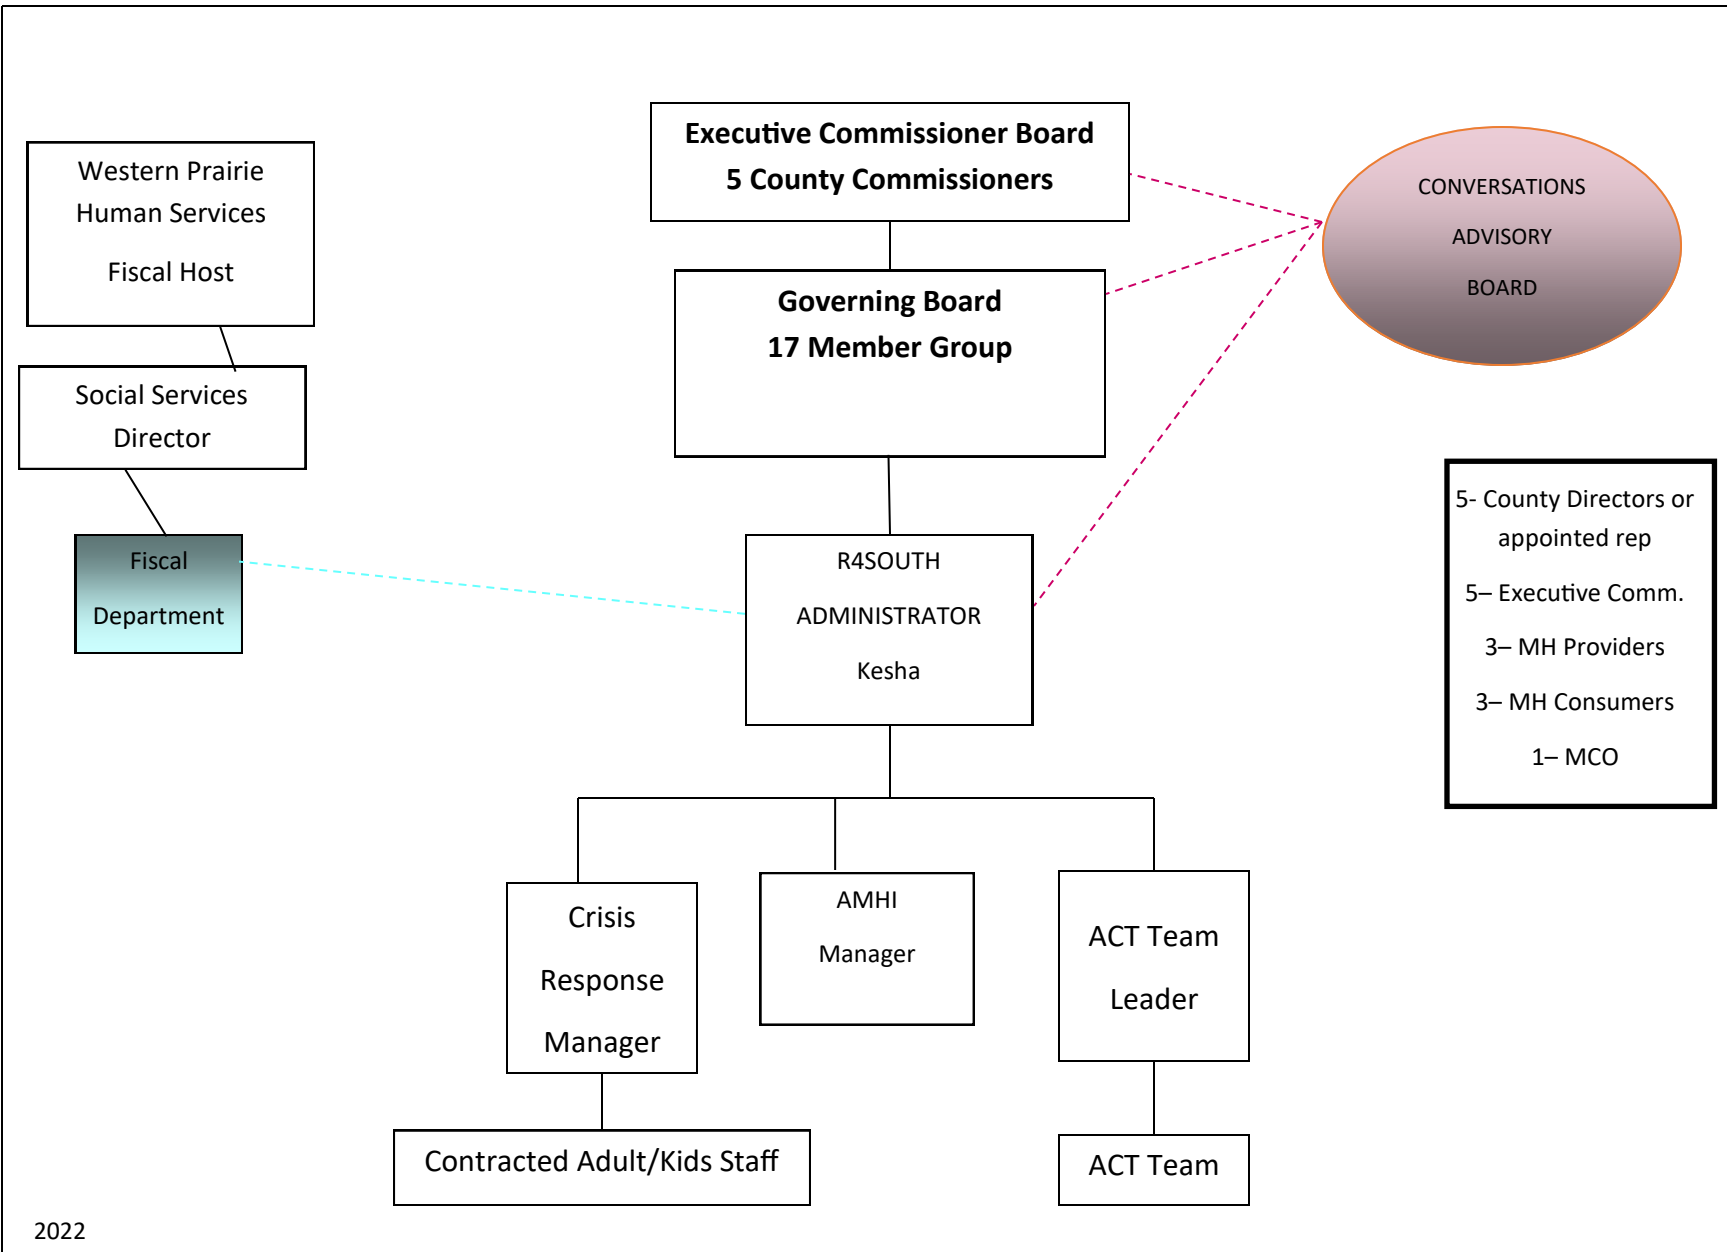 Executive Commissioner Board
5 County Commissioners
Western Prairie
Human Services
Fiscal Host
CONVERSATIONS
ADVISORY
BOARD
Governing Board
17 Member Group
Social Services
Director
5- County Directors or
appointed rep
5– Executive Comm.
3– MH Providers
3– MH Consumers
1– MCO
Fiscal
Department
R4SOUTH
ADMINISTRATOR
Kesha
Crisis
Response
Manager
AMHI
Manager
ACT Team
Leader
Contracted Adult/Kids Staff
ACT Team
2022